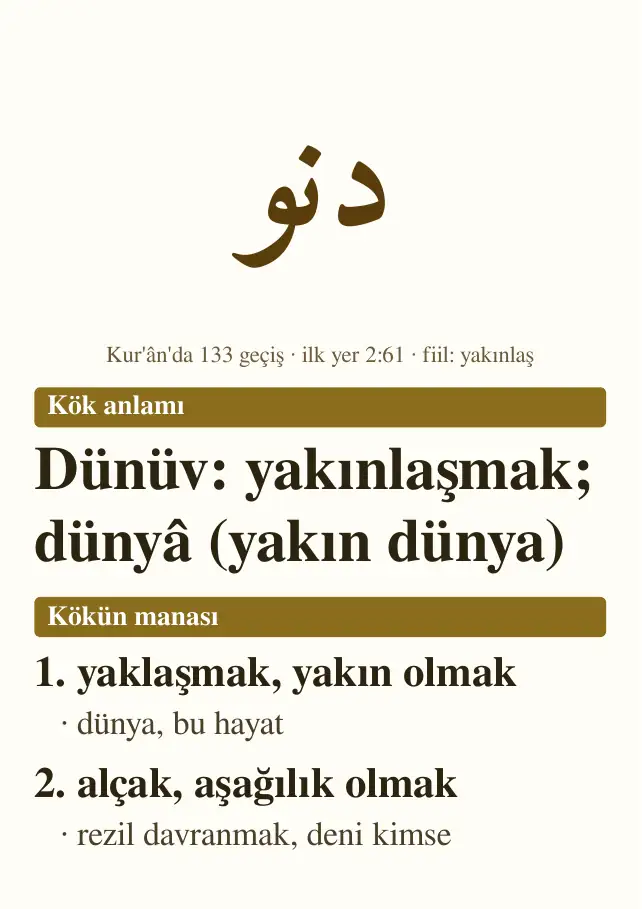 دنو
Kur'ân'da 133 geçiş · ilk yer 2:61 · fiil: yakınlaş
Kök anlamı
Dünüv: yakınlaşmak;
dünyâ (yakın dünya)
Kökün manası
1. yaklaşmak, yakın olmak
· dünya, bu hayat
2. alçak, aşağılık olmak
· rezil davranmak, deni kimse